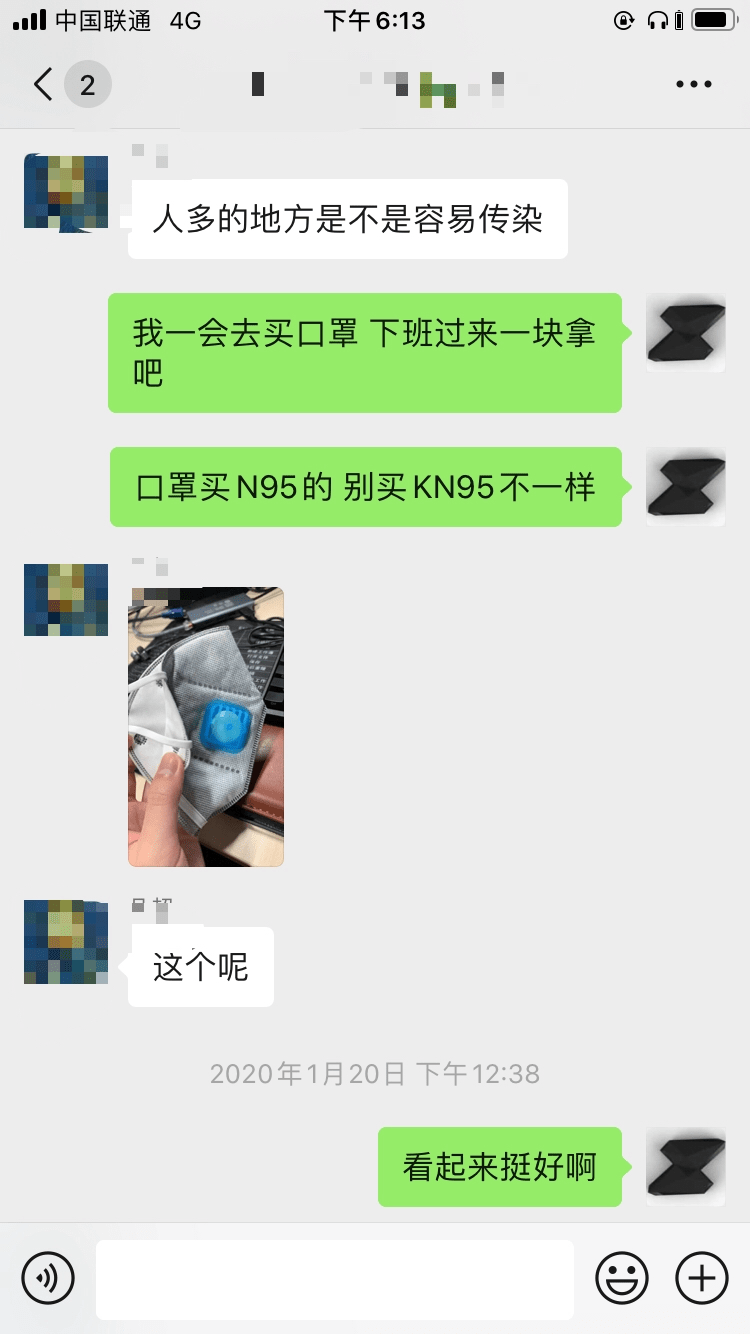 中国联通 4G 下午6:13
2
人多的地方是不是容易传染
我一会去买口罩 下班过来一块拿
吧
口罩买N95的 别买KN95不一样
这个呢
2020年1月20日 下午12:38
看起来挺好啊